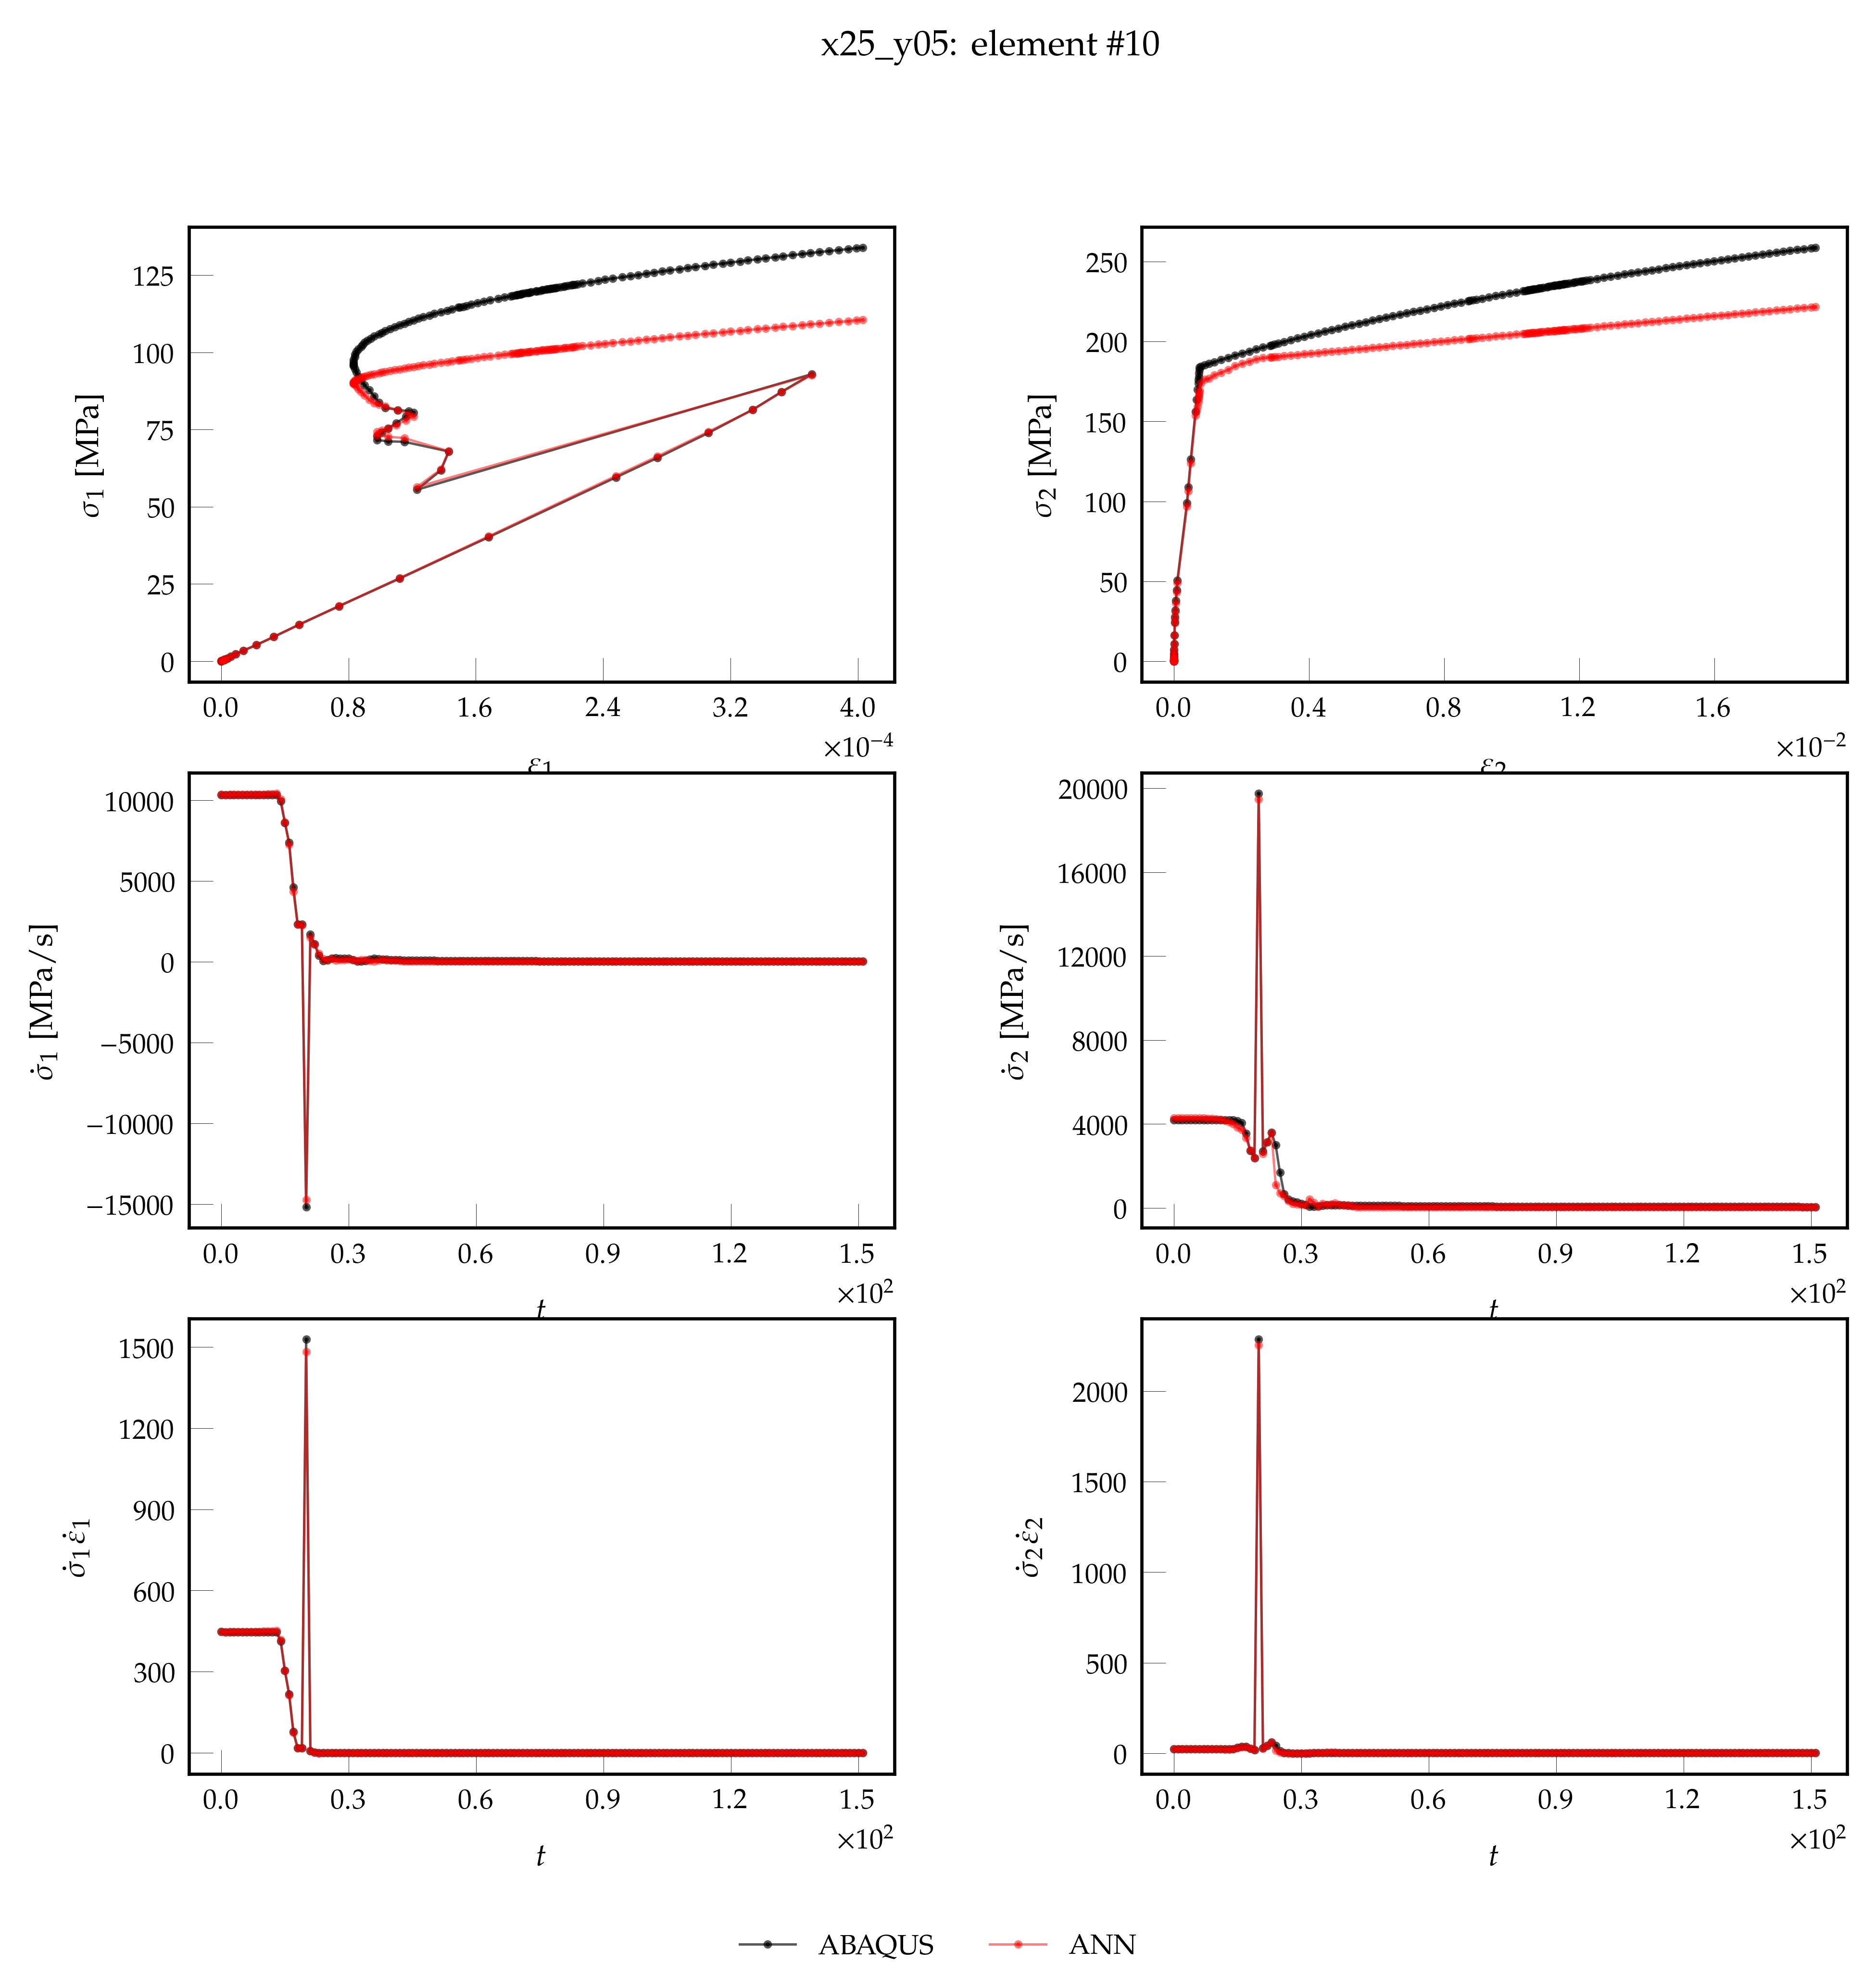 x25_y05: element #10
σ₁ [MPa]
125
100
75
50
25
0
0.0 0.8 1.6 2.4 3.2 4.0
×10⁻⁴
ε₁
σ₂ [MPa]
250
200
150
100
50
0
0.0 0.4 0.8 1.2 1.6
×10⁻²
ε₂
σ̇₁ [MPa/s]
10000
5000
0
−5000
−10000
−15000
0.0 0.3 0.6 0.9 1.2 1.5
×10²
t
σ̇₂ [MPa/s]
20000
16000
12000
8000
4000
0
0.0 0.3 0.6 0.9 1.2 1.5
×10²
t
σ̇₁ε̇₁
1500
1200
900
600
300
0
0.0 0.3 0.6 0.9 1.2 1.5
×10²
t
σ̇₂ε̇₂
2000
1500
1000
500
0
0.0 0.3 0.6 0.9 1.2 1.5
×10²
t
ABAQUS ANN